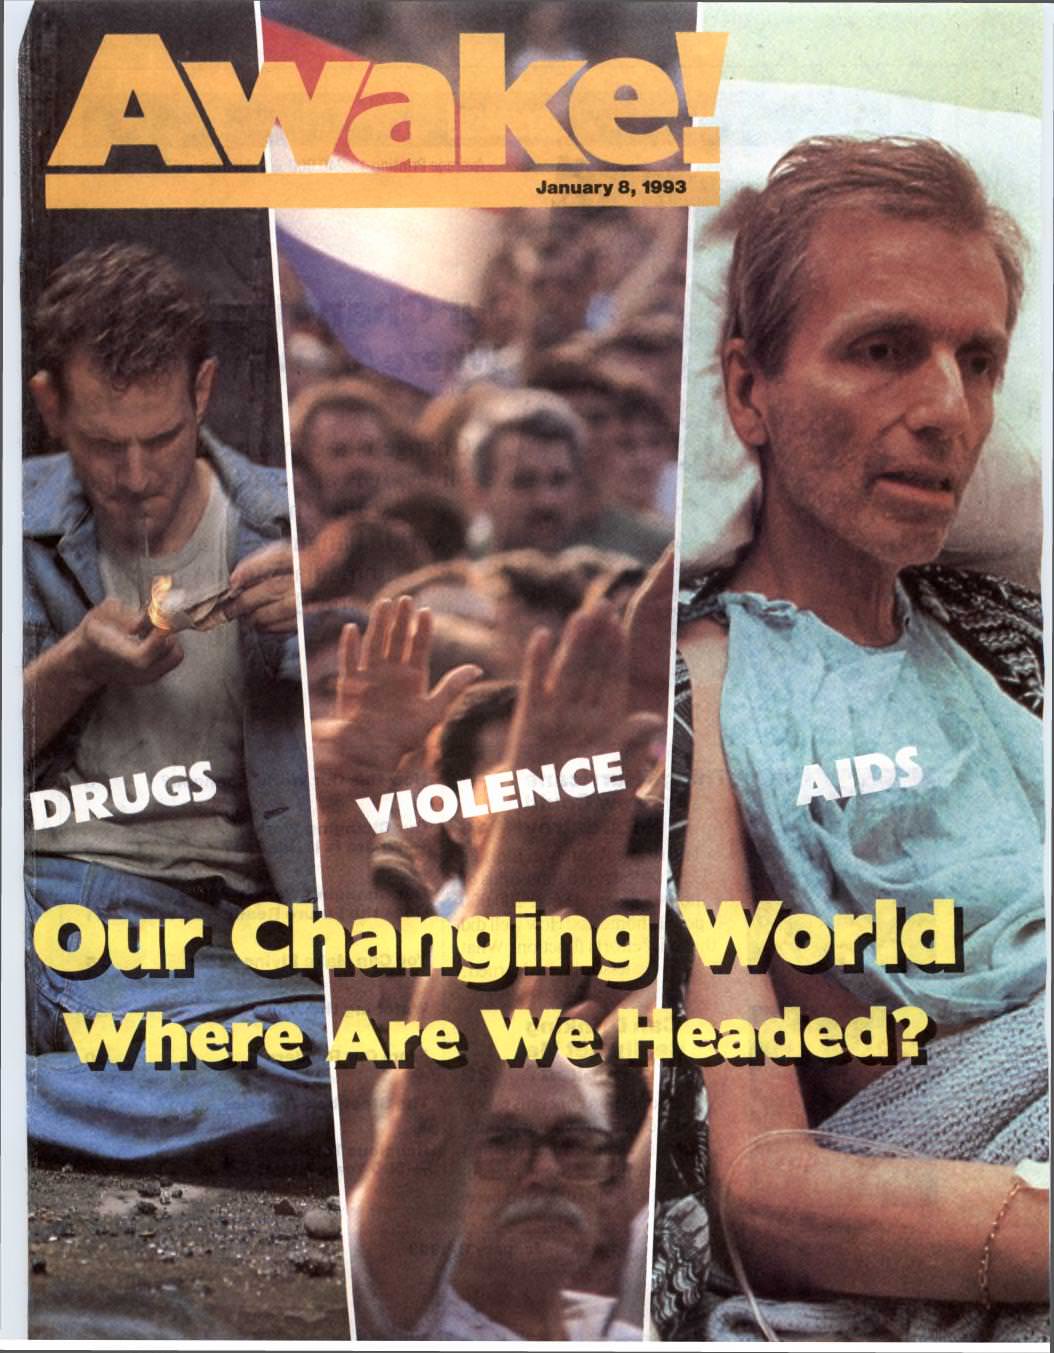 Awake!
January 8, 1993
DRUGS
VIOLENCE
AIDS
Our Changing World
Where Are We Headed?